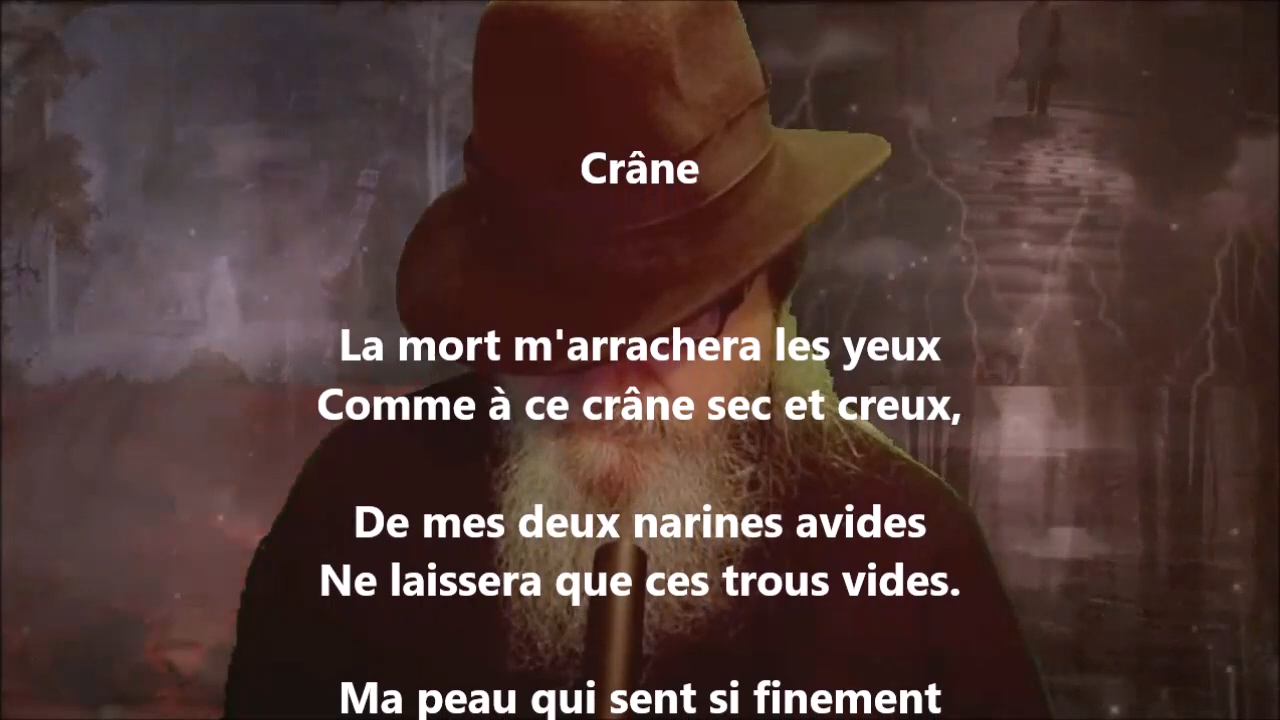 Crâne
La mort m'arrachera les yeux
Comme à ce crâne sec et creux,
De mes deux narines avides
Ne laissera que ces trous vides.
Ma peau qui sent si finement